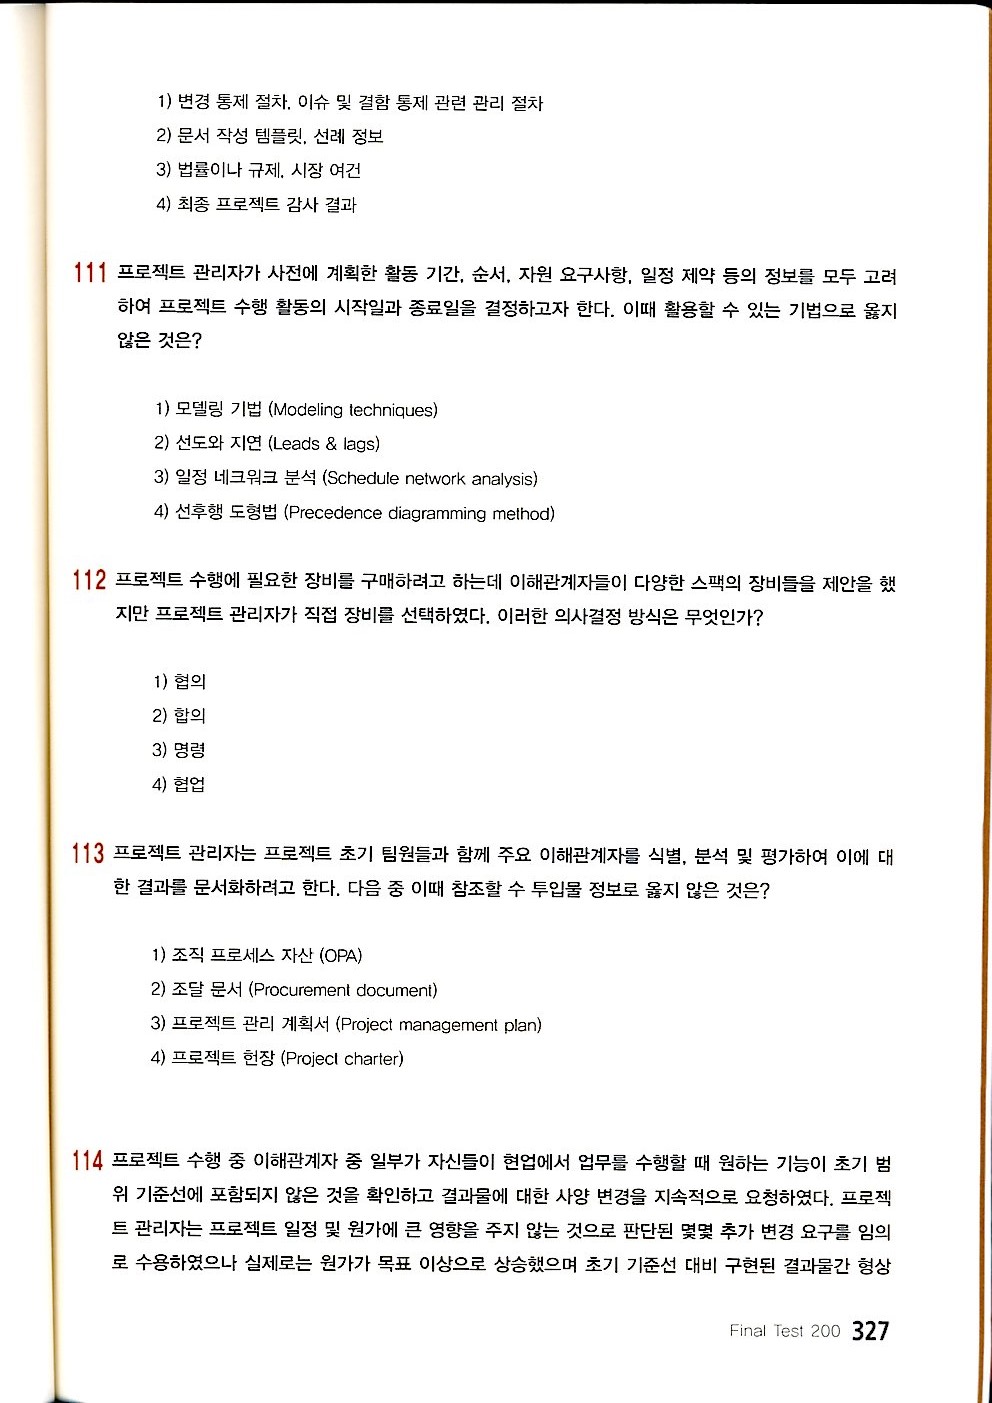 1) 변경 통제 절차, 이슈 및 결함 통제 관련 관리 절차
2) 문서 작성 템플릿, 선례 정보
3) 법률이나 규제, 시장 여건
4) 최종 프로젝트 감사 결과
111 프로젝트 관리자가 사전에 계획한 활동 기간, 순서, 자원 요구사항, 일정 제약 등의 정보를 모두 고려
하여 프로젝트 수행 활동의 시작일과 종료일을 결정하고자 한다. 이때 활용할 수 있는 기법으로 옳지
않은 것은?
1) 모델링 기법 (Modeling techniques)
2) 선도와 지연 (Leads & lags)
3) 일정 네크워크 분석 (Schedule network analysis)
4) 선후행 도형법 (Precedence diagramming method)
112 프로젝트 수행에 필요한 장비를 구매하려고 하는데 이해관계자들이 다양한 스팩의 장비들을 제안을 했
지만 프로젝트 관리자가 직접 장비를 선택하였다. 이러한 의사결정 방식은 무엇인가?
1) 협의
2) 합의
3) 명령
4) 협업
113 프로젝트 관리자는 프로젝트 초기 팀원들과 함께 주요 이해관계자를 식별, 분석 및 평가하여 이에 대
한 결과를 문서화하려고 한다. 다음 중 이때 참조할 수 투입물 정보로 옳지 않은 것은?
1) 조직 프로세스 자산 (OPA)
2) 조달 문서 (Procurement document)
3) 프로젝트 관리 계획서 (Project management plan)
4) 프로젝트 헌장 (Project charter)
114 프로젝트 수행 중 이해관계자 중 일부가 자신들이 현업에서 업무를 수행할 때 원하는 기능이 초기 범
위 기준선에 포함되지 않은 것을 확인하고 결과물에 대한 사양 변경을 지속적으로 요청하였다. 프로젝
트 관리자는 프로젝트 일정 및 원가에 큰 영향을 주지 않는 것으로 판단된 몇몇 추가 변경 요구를 임의
로 수용하였으나 실제로는 원가가 목표 이상으로 상승했으며 초기 기준선 대비 구현된 결과물간 형상
Final Test 200 327